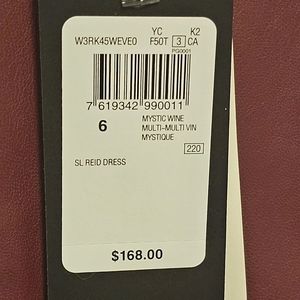 YC K2
W3RK45WEVE0 F50T 3 CA
PG0001
7 619342 990011
6 MYSTIC WINE
MULTI-MULTI VIN
MYSTIQUE
220
SL REID DRESS
$168.00